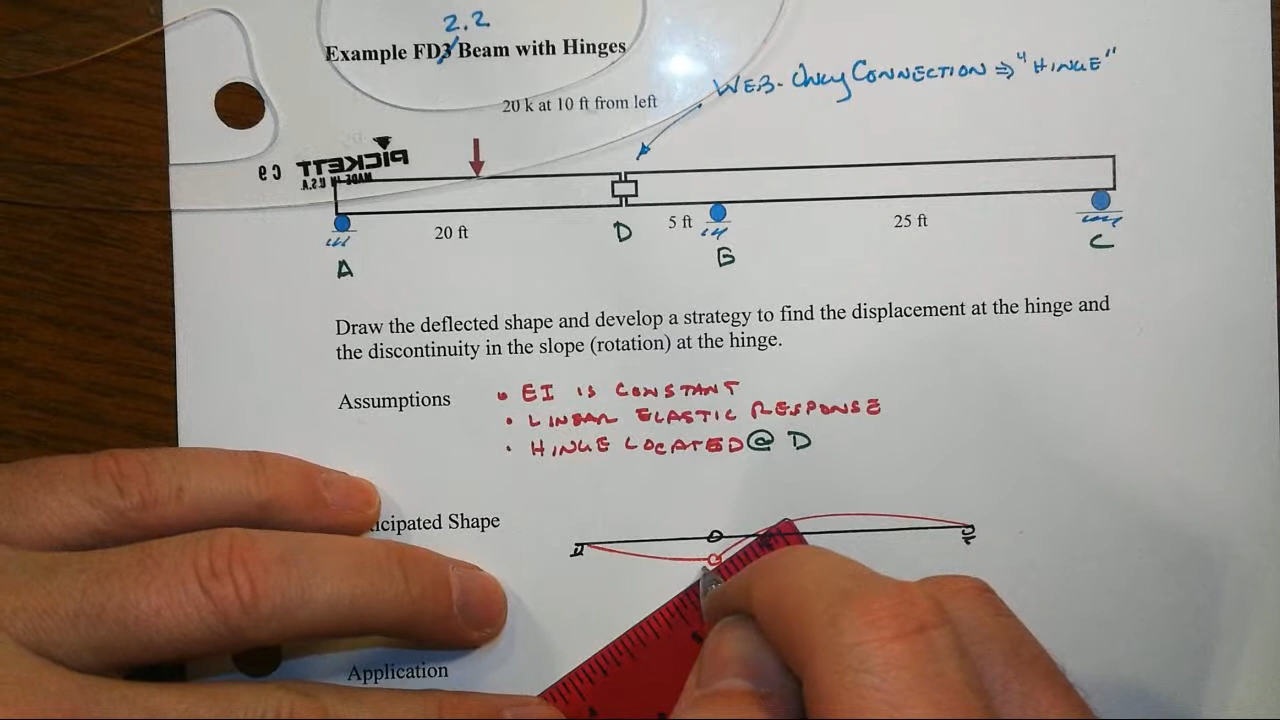 2.2
Example FD3 Beam with Hinges
WEB-Only CONNECTION ⇒ "HINGE"
20 k at 10 ft from left
PICKETT
MADE IN U.S.A.
20 ft
D
5 ft
25 ft
A
B
C
Draw the deflected shape and develop a strategy to find the displacement at the hinge and
the discontinuity in the slope (rotation) at the hinge.
Assumptions
• EI IS CONSTANT
• LINEAR ELASTIC RESPONSE
• HINGE LOCATED @ D
icipated Shape
Application